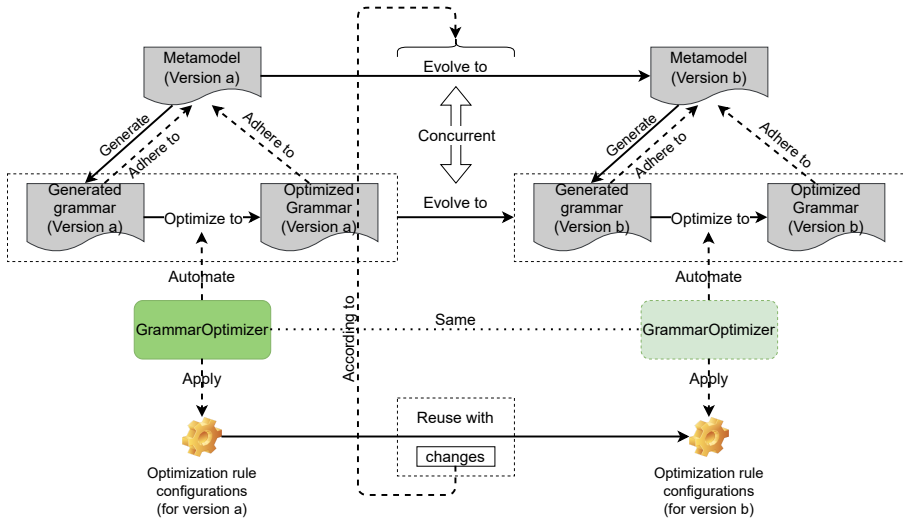 Metamodel
(Version a)
Evolve to
Metamodel
(Version b)
Generate
Adhere to
Adhere to
Concurrent
Generate
Adhere to
Adhere to
Generated
grammar
(Version a)
Optimize to
Optimized
Grammar
(Version a)
Evolve to
Generated
grammar
(Version b)
Optimize to
Optimized
Grammar
(Version b)
Automate
Automate
GrammarOptimizer
Same
GrammarOptimizer
According to
Apply
Apply
Reuse with
changes
Optimization rule
configurations
(for version a)
Optimization rule
configurations
(for version b)